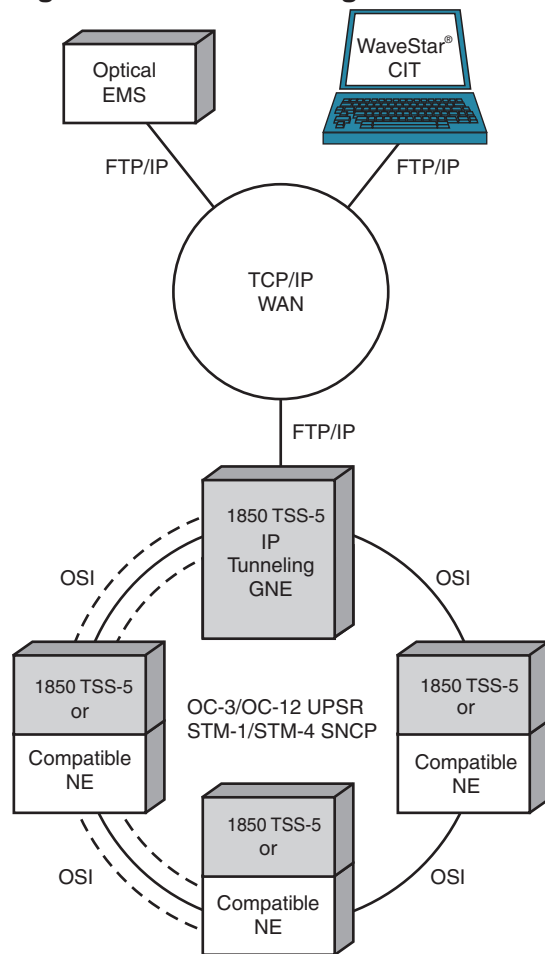 Optical
EMS
WaveStar®
CIT
FTP/IP
FTP/IP
TCP/IP
WAN
FTP/IP
1850 TSS-5
IP
Tunneling
GNE
OSI
OSI
1850 TSS-5
or
Compatible
NE
OC-3/OC-12 UPSR
STM-1/STM-4 SNCP
1850 TSS-5
or
Compatible
NE
1850 TSS-5
or
Compatible
NE
OSI
OSI